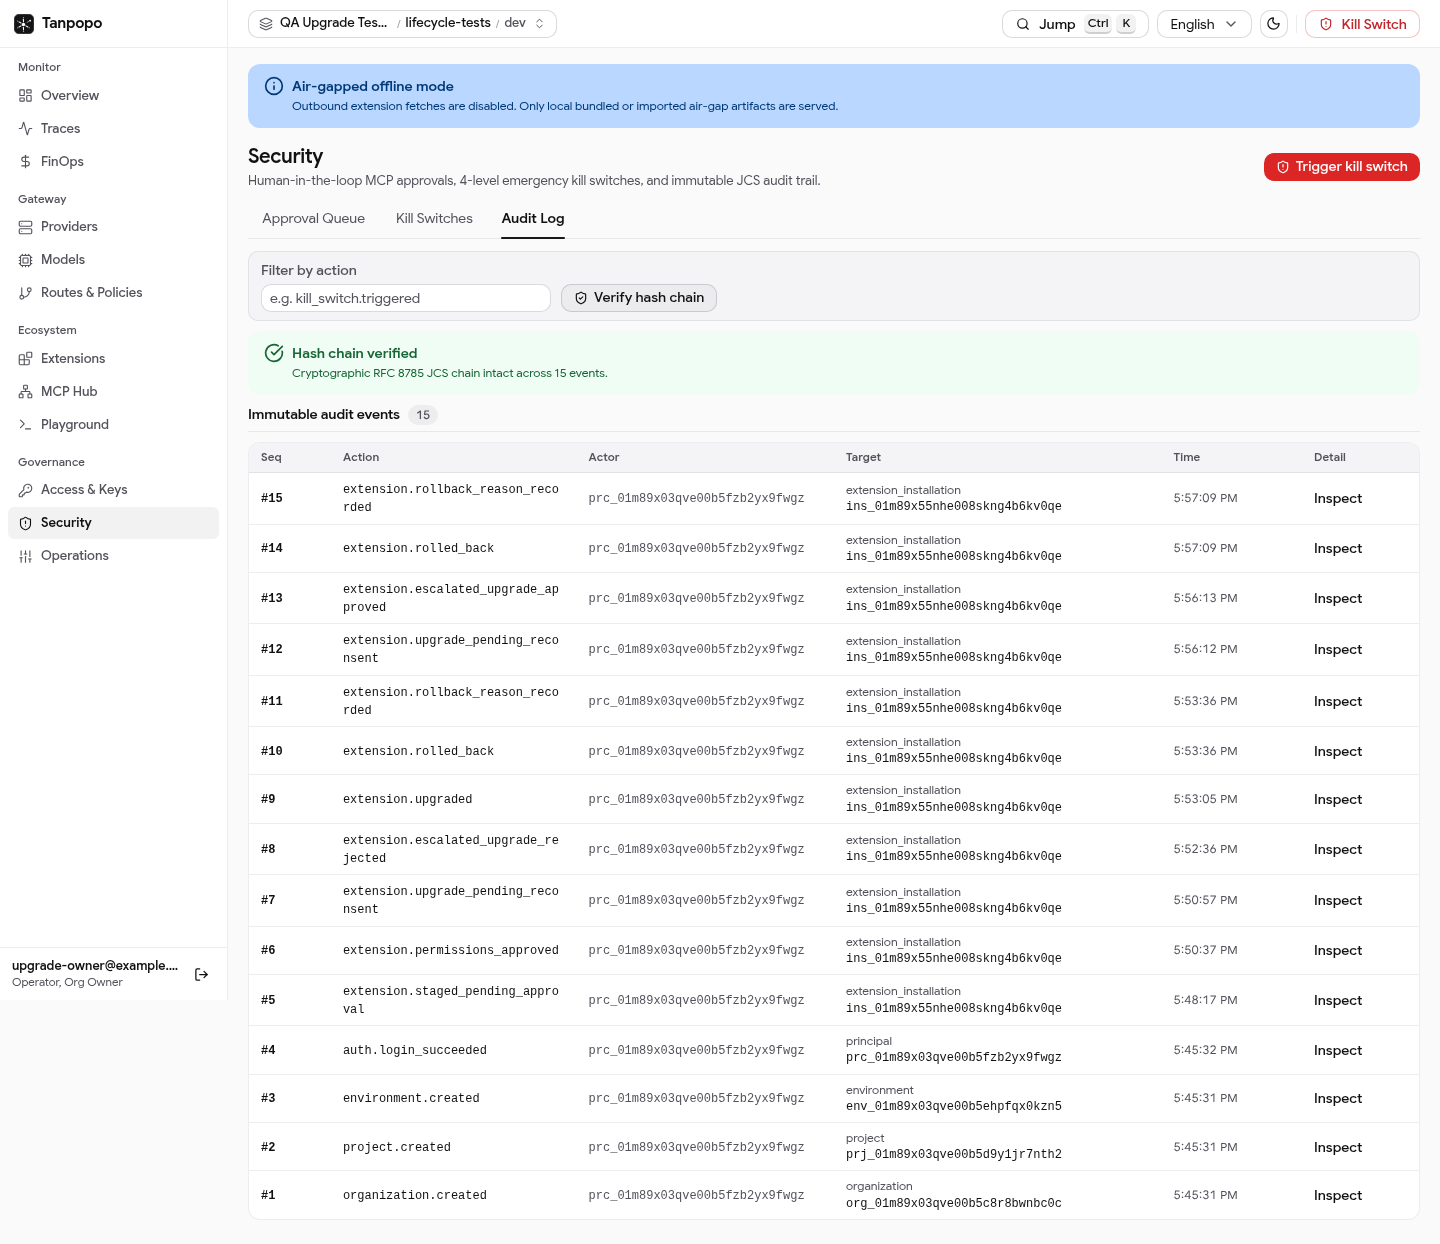 Tanpopo
QA Upgrade Tes... / lifecycle-tests / dev
Jump Ctrl K
English
Kill Switch
Monitor
Overview
Traces
FinOps
Gateway
Providers
Models
Routes & Policies
Ecosystem
Extensions
MCP Hub
Playground
Governance
Access & Keys
Security
Operations
upgrade-owner@example....
Operator, Org Owner
Air-gapped offline mode
Outbound extension fetches are disabled. Only local bundled or imported air-gap artifacts are served.
Security
Human-in-the-loop MCP approvals, 4-level emergency kill switches, and immutable JCS audit trail.
Trigger kill switch
Approval Queue Kill Switches Audit Log
Filter by action
e.g. kill_switch.triggered
Verify hash chain
Hash chain verified
Cryptographic RFC 8785 JCS chain intact across 15 events.
Immutable audit events 15
Seq Action Actor Target Time Detail
#15 extension.rollback_reason_reco
rded
prc_01m89x03qve00b5fzb2yx9fwgz
extension_installation
ins_01m89x55nhe008skng4b6kv0qe
5:57:09 PM Inspect
#14 extension.rolled_back prc_01m89x03qve00b5fzb2yx9fwgz
extension_installation
ins_01m89x55nhe008skng4b6kv0qe
5:57:09 PM Inspect
#13 extension.escalated_upgrade_ap
proved
prc_01m89x03qve00b5fzb2yx9fwgz
extension_installation
ins_01m89x55nhe008skng4b6kv0qe
5:56:13 PM Inspect
#12 extension.upgrade_pending_reco
nsent
prc_01m89x03qve00b5fzb2yx9fwgz
extension_installation
ins_01m89x55nhe008skng4b6kv0qe
5:56:12 PM Inspect
#11 extension.rollback_reason_reco
rded
prc_01m89x03qve00b5fzb2yx9fwgz
extension_installation
ins_01m89x55nhe008skng4b6kv0qe
5:53:36 PM Inspect
#10 extension.rolled_back prc_01m89x03qve00b5fzb2yx9fwgz
extension_installation
ins_01m89x55nhe008skng4b6kv0qe
5:53:36 PM Inspect
#9 extension.upgraded prc_01m89x03qve00b5fzb2yx9fwgz
extension_installation
ins_01m89x55nhe008skng4b6kv0qe
5:53:05 PM Inspect
#8 extension.escalated_upgrade_re
jected
prc_01m89x03qve00b5fzb2yx9fwgz
extension_installation
ins_01m89x55nhe008skng4b6kv0qe
5:52:36 PM Inspect
#7 extension.upgrade_pending_reco
nsent
prc_01m89x03qve00b5fzb2yx9fwgz
extension_installation
ins_01m89x55nhe008skng4b6kv0qe
5:50:57 PM Inspect
#6 extension.permissions_approved prc_01m89x03qve00b5fzb2yx9fwgz
extension_installation
ins_01m89x55nhe008skng4b6kv0qe
5:50:37 PM Inspect
#5 extension.staged_pending_appro
val
prc_01m89x03qve00b5fzb2yx9fwgz
extension_installation
ins_01m89x55nhe008skng4b6kv0qe
5:48:17 PM Inspect
#4 auth.login_succeeded prc_01m89x03qve00b5fzb2yx9fwgz
principal
prc_01m89x03qve00b5fzb2yx9fwgz
5:45:32 PM Inspect
#3 environment.created prc_01m89x03qve00b5fzb2yx9fwgz
environment
env_01m89x03qve00b5ehpfqx0kzn5
5:45:31 PM Inspect
#2 project.created prc_01m89x03qve00b5fzb2yx9fwgz
project
prj_01m89x03qve00b5d9y1jr7nth2
5:45:31 PM Inspect
#1 organization.created prc_01m89x03qve00b5fzb2yx9fwgz
organization
org_01m89x03qve00b5c8r8bwnbc0c
5:45:31 PM Inspect